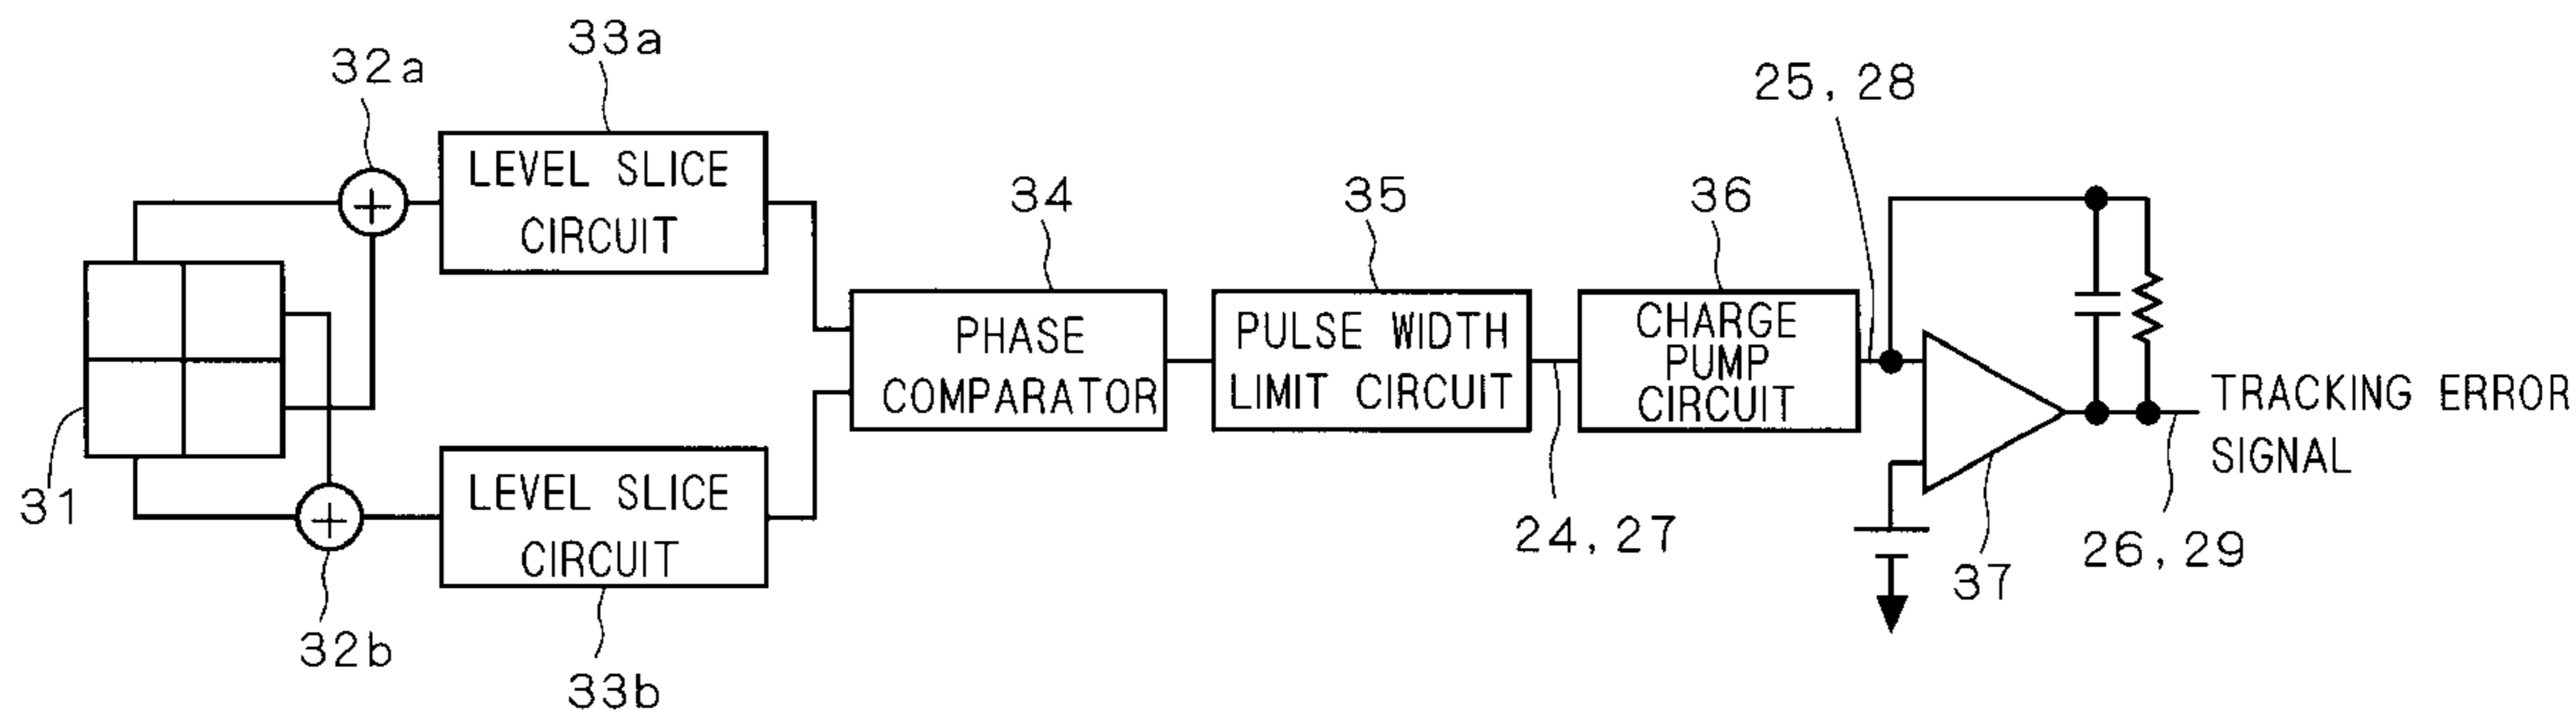 33a
32a
25, 28
LEVEL SLICE
CIRCUIT
34
35
36
PHASE
COMPARATOR
PULSE WIDTH
LIMIT CIRCUIT
CHARGE
PUMP
CIRCUIT
TRACKING ERROR
SIGNAL
31
LEVEL SLICE
CIRCUIT
24, 27
26, 29
37
32b
33b